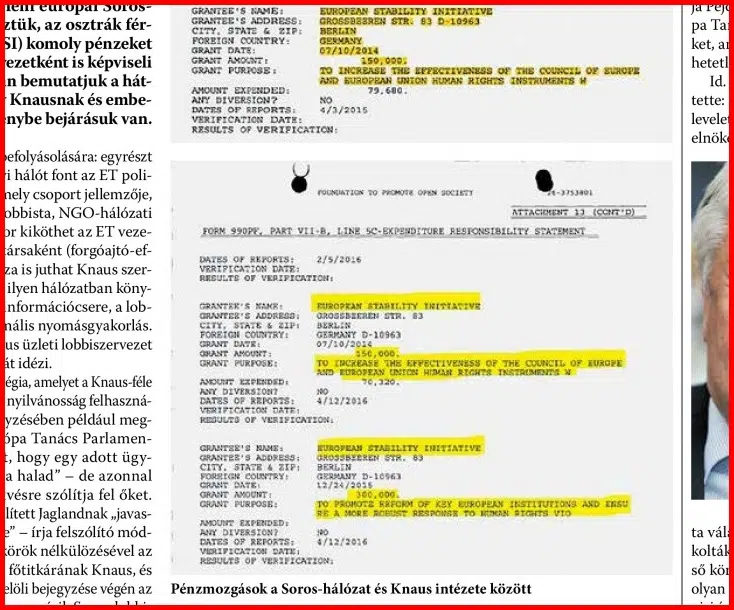 nem európai Soros-
ztük, az osztrák fér-
SI) komoly pénzeket
vezetként is képviseli
an bemutatjuk a hát-
Knausnak és embe-
énybe bejárásuk van.
befolyásolására: egyrészt
vi hálót font az ET poli-
mely csoport jellemzője,
obbista, NGO-hálózati
or kiköthet az ET veze-
társaként (forgóajtó-ef-
za is juthat Knaus szer-
ilyen hálózatban köny-
információcsere, a lob-
mális nyomásgyakorlás.
us üzleti lobbiszervezet
át idézi.
égia, amelyet a Knaus-féle
nyilvánosság felhaszná-
yzésében például meg-
ópa Tanács Parlamen-
t, hogy egy adott ügy-
a halad” – de azonnal
vésre szólítja fel őket.
lített Jaglandnak „javas-
e” – írja felszólító mód-
körök nélkülözésével az
főtitkárának Knaus, és
elöli bejegyzése végén az
GRANTEE'S NAME: EUROPEAN STABILITY INITIATIVE
GRANTEE'S ADDRESS: GROSSBEEREN STR. 83 D-10963
CITY, STATE & ZIP: BERLIN
FOREIGN COUNTRY: GERMANY
GRANT DATE: 07/10/2014
GRANT AMOUNT: 150,000.
GRANT PURPOSE: TO INCREASE THE EFFECTIVENESS OF THE COUNCIL OF EUROPE
AND EUROPEAN UNION HUMAN RIGHTS INSTRUMENTS W
AMOUNT EXPENDED: 79,680.
ANY DIVERSION? NO
DATES OF REPORTS: 4/3/2015
VERIFICATION DATE:
RESULTS OF VERIFICATION:
FOUNDATION TO PROMOTE OPEN SOCIETY 26-3753801
ATTACHMENT 13 (CONT'D)
FORM 990PF, PART VII-B, LINE 5C-EXPENDITURE RESPONSIBILITY STATEMENT
DATES OF REPORTS: 2/5/2016
VERIFICATION DATE:
RESULTS OF VERIFICATION:
GRANTEE'S NAME: EUROPEAN STABILITY INITIATIVE
GRANTEE'S ADDRESS: GROSSBEEREN STR. 83
CITY, STATE & ZIP: BERLIN
FOREIGN COUNTRY: GERMANY D-10963
GRANT DATE: 07/10/2014
GRANT AMOUNT: 150,000.
GRANT PURPOSE: TO INCREASE THE EFFECTIVENESS OF THE COUNCIL OF EUROPE
AND EUROPEAN UNION HUMAN RIGHTS INSTRUMENTS W
AMOUNT EXPENDED: 70,320.
ANY DIVERSION? NO
DATES OF REPORTS: 4/12/2016
VERIFICATION DATE:
RESULTS OF VERIFICATION:
GRANTEE'S NAME: EUROPEAN STABILITY INITIATIVE
GRANTEE'S ADDRESS: GROSSBEEREN STR. 83
CITY, STATE & ZIP: BERLIN
FOREIGN COUNTRY: GERMANY D-10963
GRANT DATE: 12/24/2015
GRANT AMOUNT: 300,000.
GRANT PURPOSE: TO PROMOTE REFORM OF KEY EUROPEAN INSTITUTIONS AND ENSU
RE A MORE ROBUST RESPONSE TO HUMAN RIGHTS VIO
AMOUNT EXPENDED:
ANY DIVERSION? NO
DATES OF REPORTS: 4/12/2016
VERIFICATION DATE:
RESULTS OF VERIFICATION:
Pénzmozgások a Soros-hálózat és Knaus intézete között
ja Pejč
pa Tan
ket, an
hetetl
Id.
tette:
levelet
elnöke
ta vála
kolták
ső kör
olyan